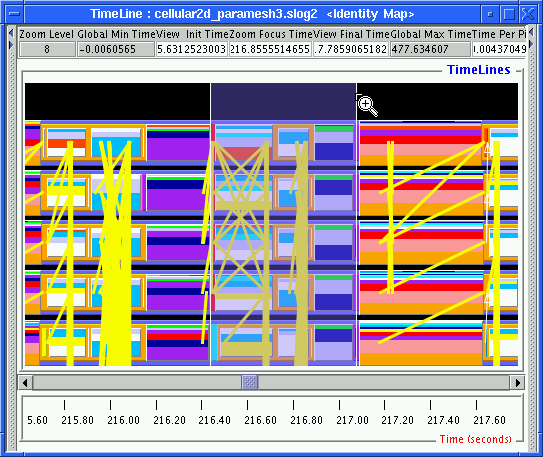 TimeLine : cellular2d_paramesh3.slog2 <Identity Map>
Zoom Level Global Min Time View Init Time Zoom Focus Time View Final Time Global Max Time Time Per Pi
8 -0.0060565 5.6312523003 216.8555514655 .7.7859065182 477.634607 .00437049
TimeLines
5.60 215.80 216.00 216.20 216.40 216.60 216.80 217.00 217.20 217.40 217.60
Time (seconds)